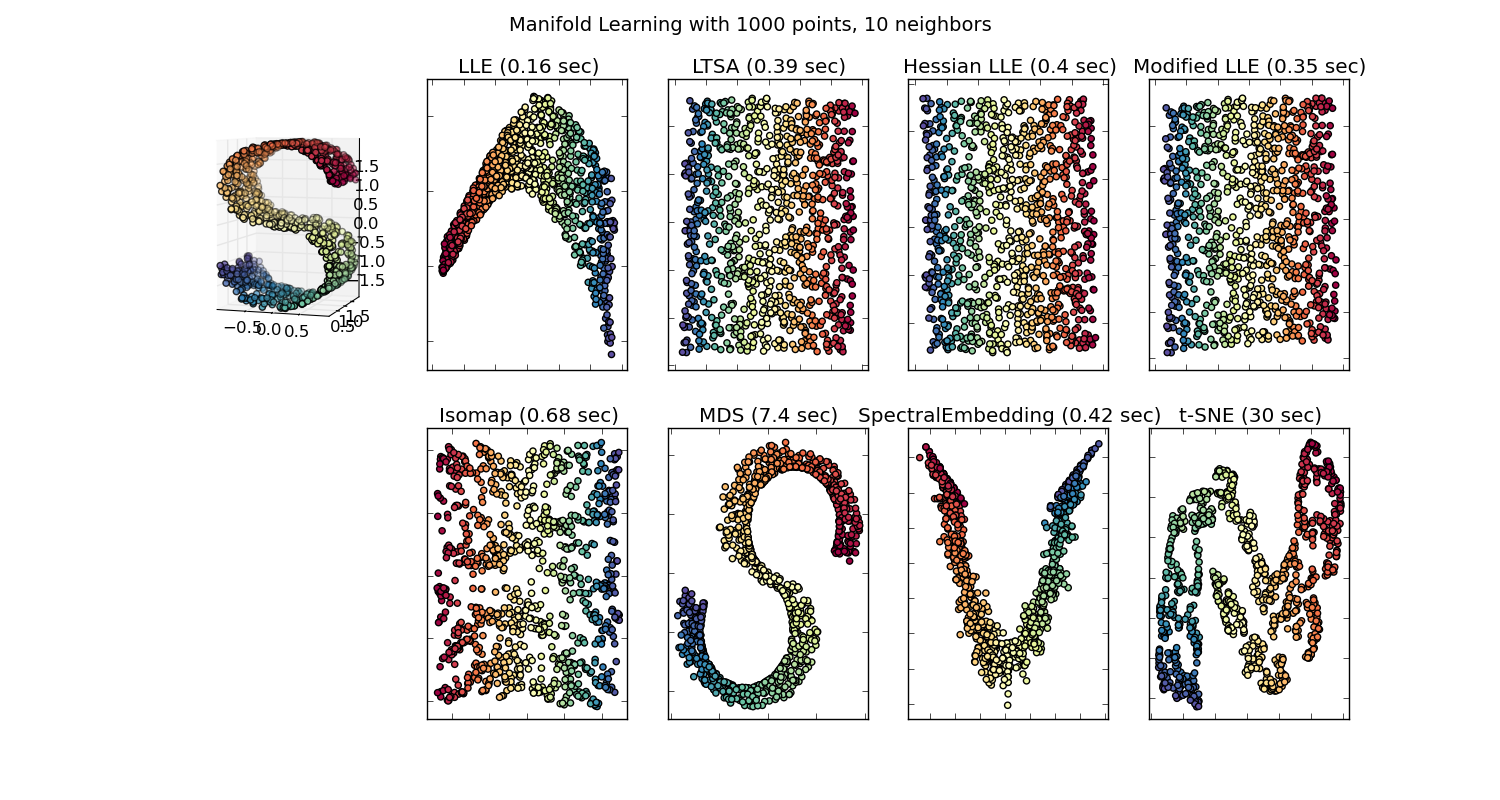 Manifold Learning with 1000 points, 10 neighbors
LLE (0.16 sec)
LTSA (0.39 sec)
Hessian LLE (0.4 sec)
Modified LLE (0.35 sec)
1.5
1.0
0.5
0.0
−0.5
−1.0
−1.5
−0.5
0.0
0.5
0.5
1.0
1.5
Isomap (0.68 sec)
MDS (7.4 sec)
SpectralEmbedding (0.42 sec)
t-SNE (30 sec)